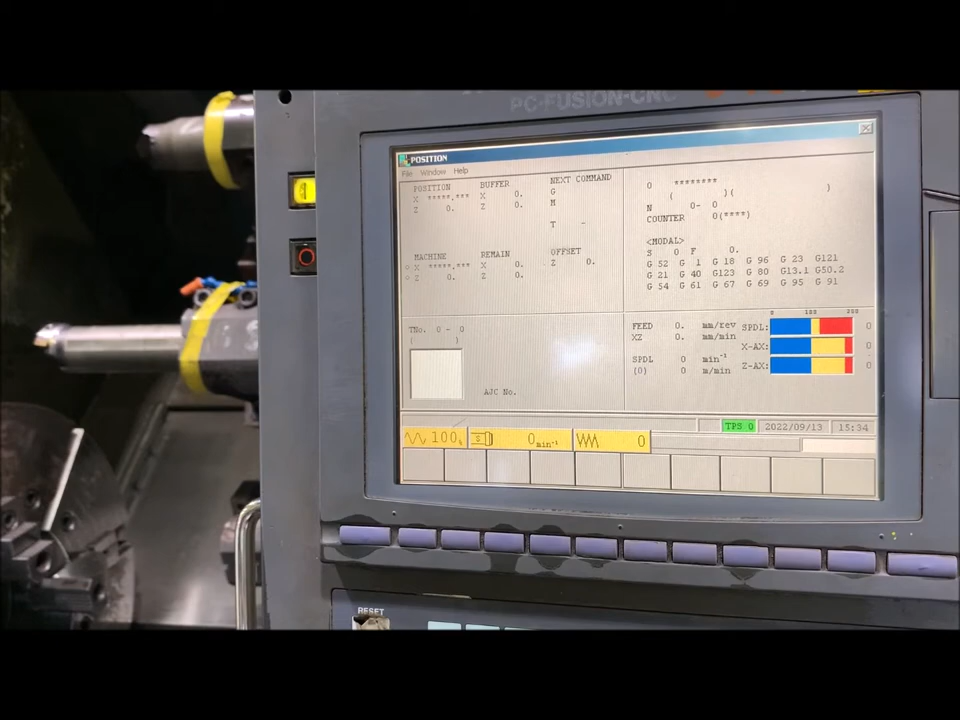 PC-FUSION-CNC
POSITION
File Window Help
POSITION BUFFER NEXT COMMAND
X *****.*** X 0. G
Z 0. Z 0. M
T -
MACHINE REMAIN OFFSET
X *****.*** X 0. Z 0.
Z 0. Z 0.
O ********
( )( )
N 0- 0
COUNTER 0(****)
<MODAL>
S 0 F 0.
G 52 G 1 G 18 G 96 G 23 G121
G 21 G 40 G123 G 80 G13.1 G50.2
G 54 G 61 G 67 G 69 G 95 G 91
TNo. 0 - 0
( )
AJC No.
0 100 200
FEED 0. mm/rev SPDL: 0
XZ 0. mm/min X-AX: 0
SPDL 0 min-1 Z-AX: 0
(0) 0 m/min
TPS 0 2022/09/13 15:34
100% S 0 min-1 0
RESET